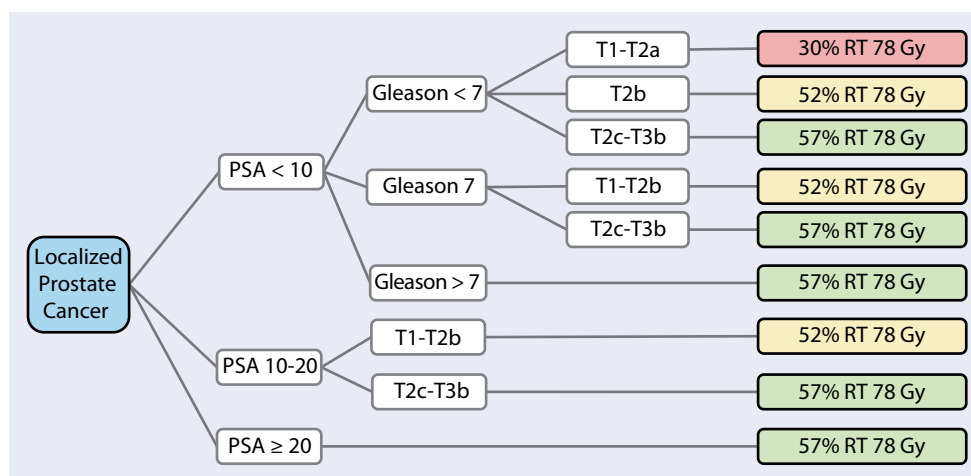 T1-T2a
30% RT 78 Gy
Gleason < 7
T2b
52% RT 78 Gy
T2c-T3b
57% RT 78 Gy
PSA < 10
Gleason 7
T1-T2b
52% RT 78 Gy
T2c-T3b
57% RT 78 Gy
Localized
Prostate
Cancer
Gleason > 7
57% RT 78 Gy
PSA 10-20
T1-T2b
52% RT 78 Gy
T2c-T3b
57% RT 78 Gy
PSA ≥ 20
57% RT 78 Gy